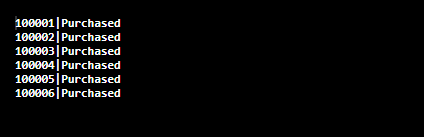 100001|Purchased
100002|Purchased
100003|Purchased
100004|Purchased
100005|Purchased
100006|Purchased